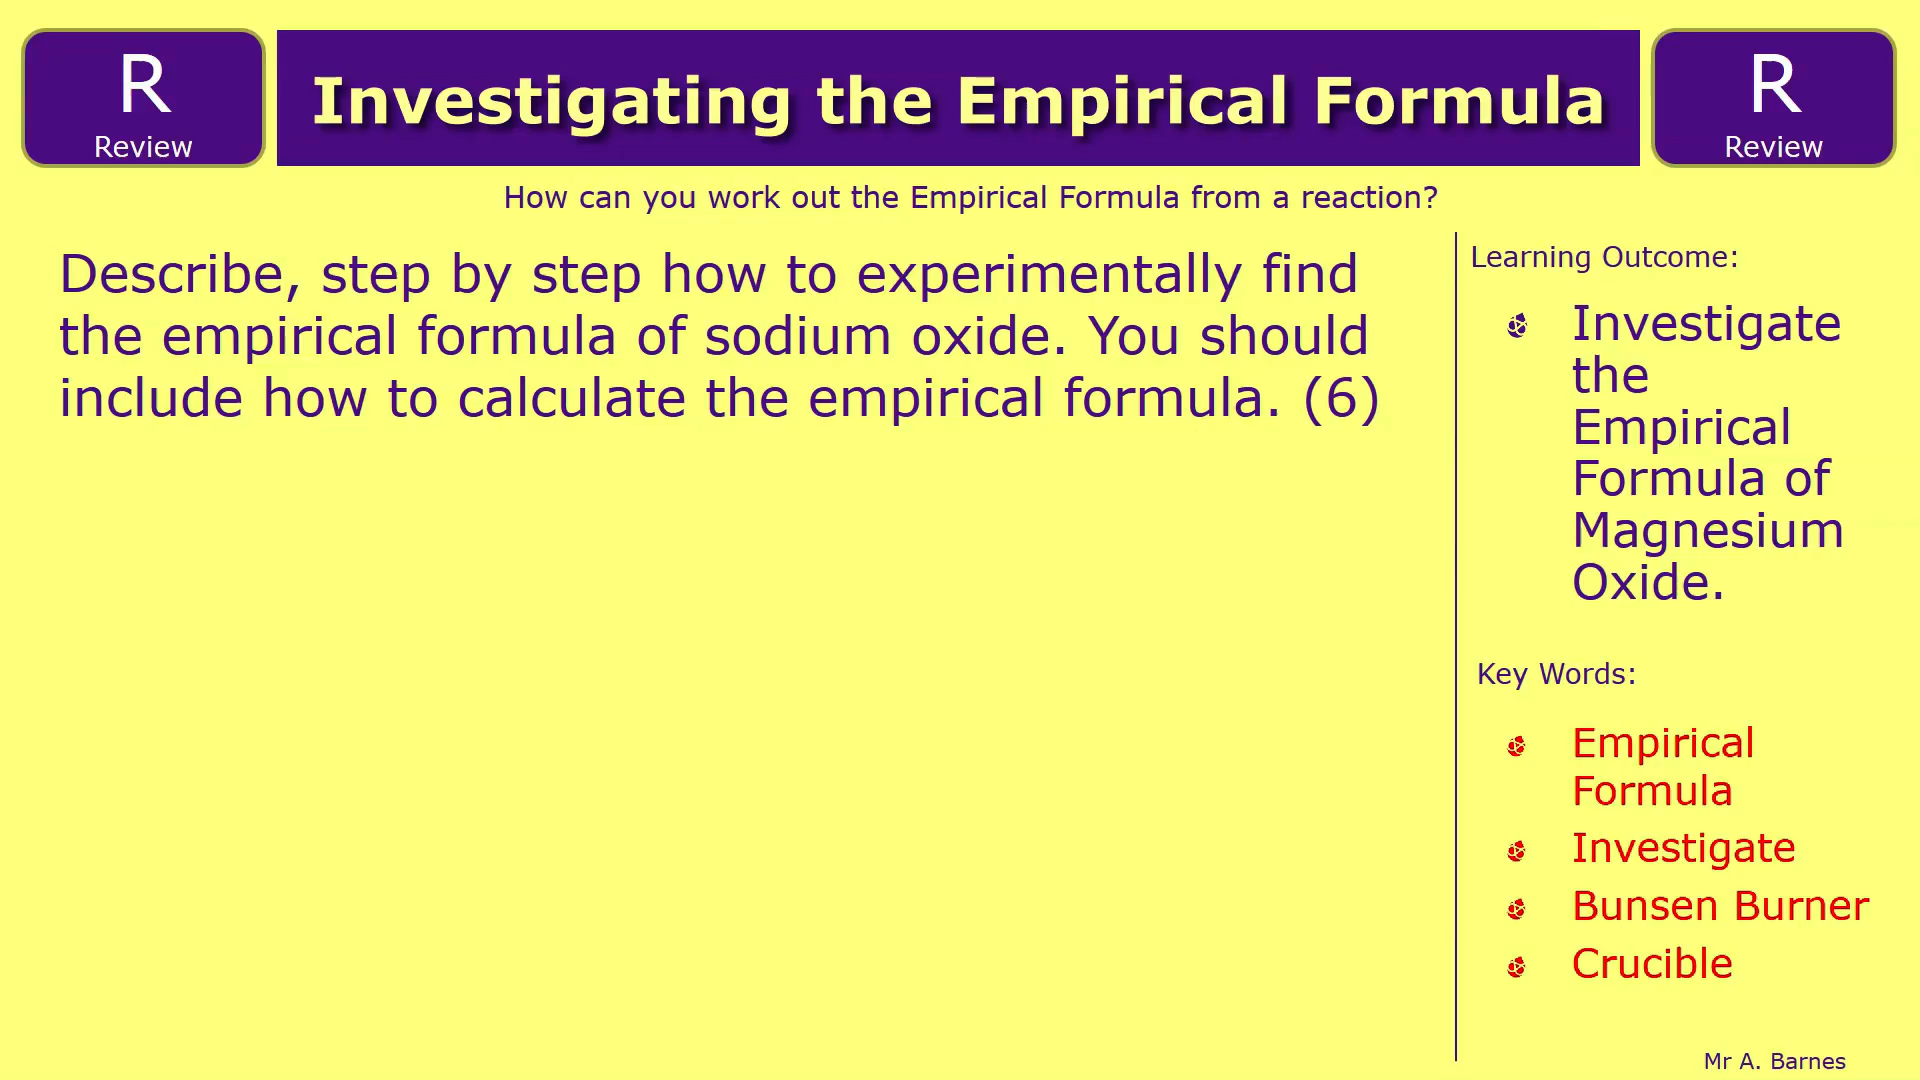 R
Review
Investigating the Empirical Formula
R
Review
How can you work out the Empirical Formula from a reaction?
Describe, step by step how to experimentally find
the empirical formula of sodium oxide. You should
include how to calculate the empirical formula. (6)
Learning Outcome:
Investigate
the
Empirical
Formula of
Magnesium
Oxide.
Key Words:
Empirical
Formula
Investigate
Bunsen Burner
Crucible
Mr A. Barnes